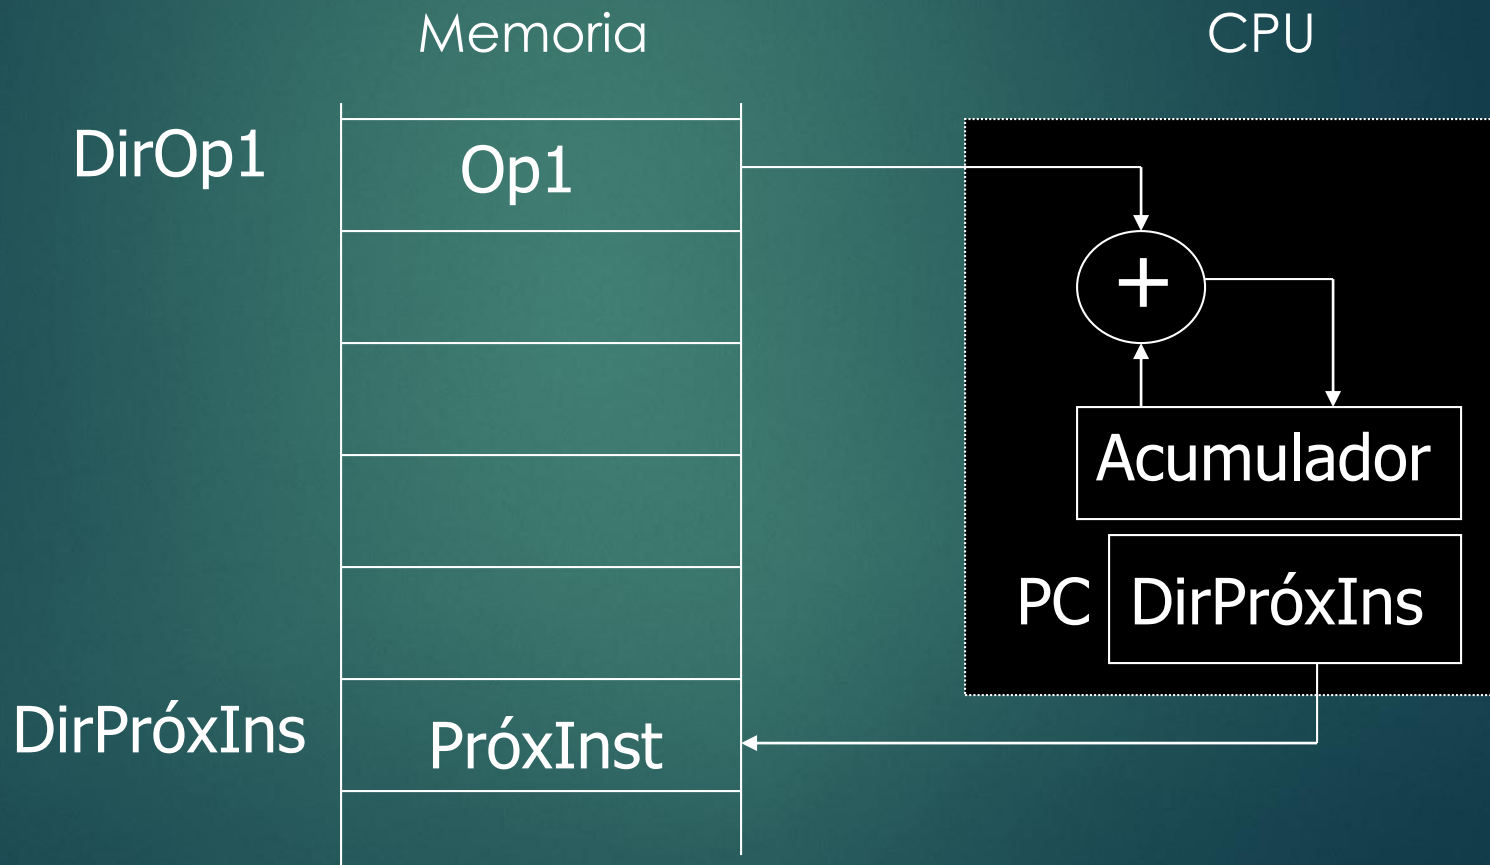 Memoria
CPU
DirOp1
Op1
+
Acumulador
PC
DirPróxIns
DirPróxIns
PróxInst